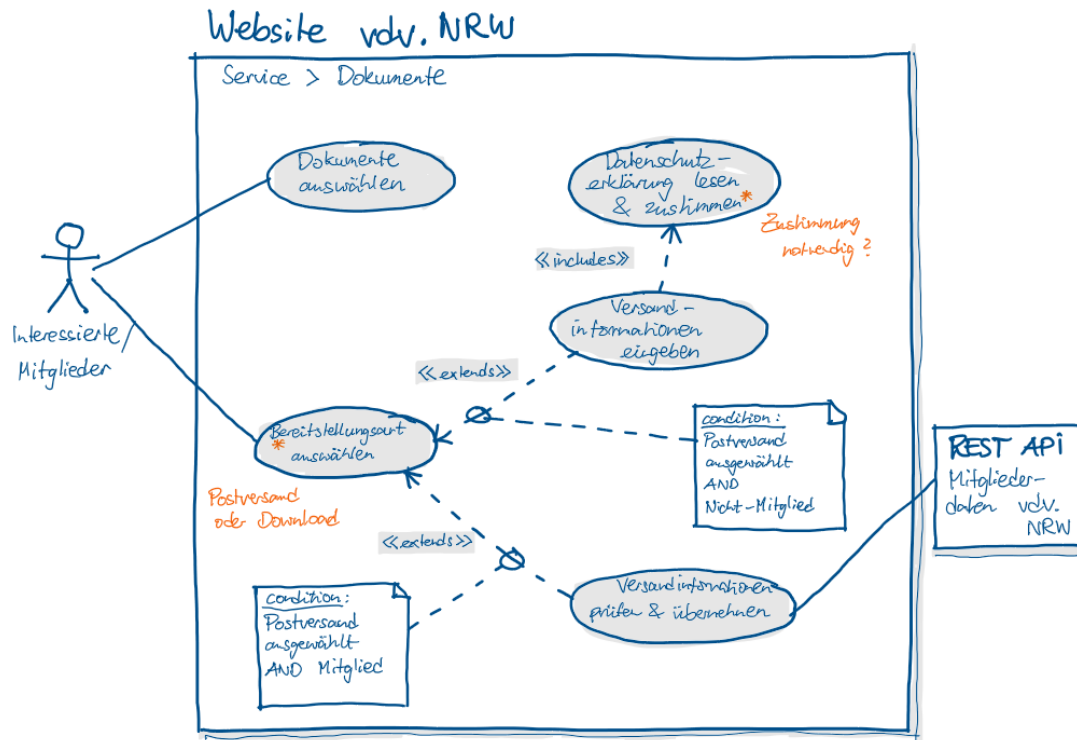 Website vdv.NRW
Service > Dokumente
Dokumente
auswählen
Datenschutz-
erklärung lesen
& zustimmen*
Zustimmung
notwendig?
<<includes>>
Versand-
informationen
eingeben
Interessierte/
Mitglieder
<<extends>>
Bereitstellungsart
* auswählen
Postversand
oder Download
condition:
Postversand
ausgewählt
AND
Nicht-Mitglied
REST API
Mitglieder-
daten vdv.
NRW
<<extends>>
Versandinformationen
prüfen & übernehmen
condition:
Postversand
ausgewählt
AND Mitglied